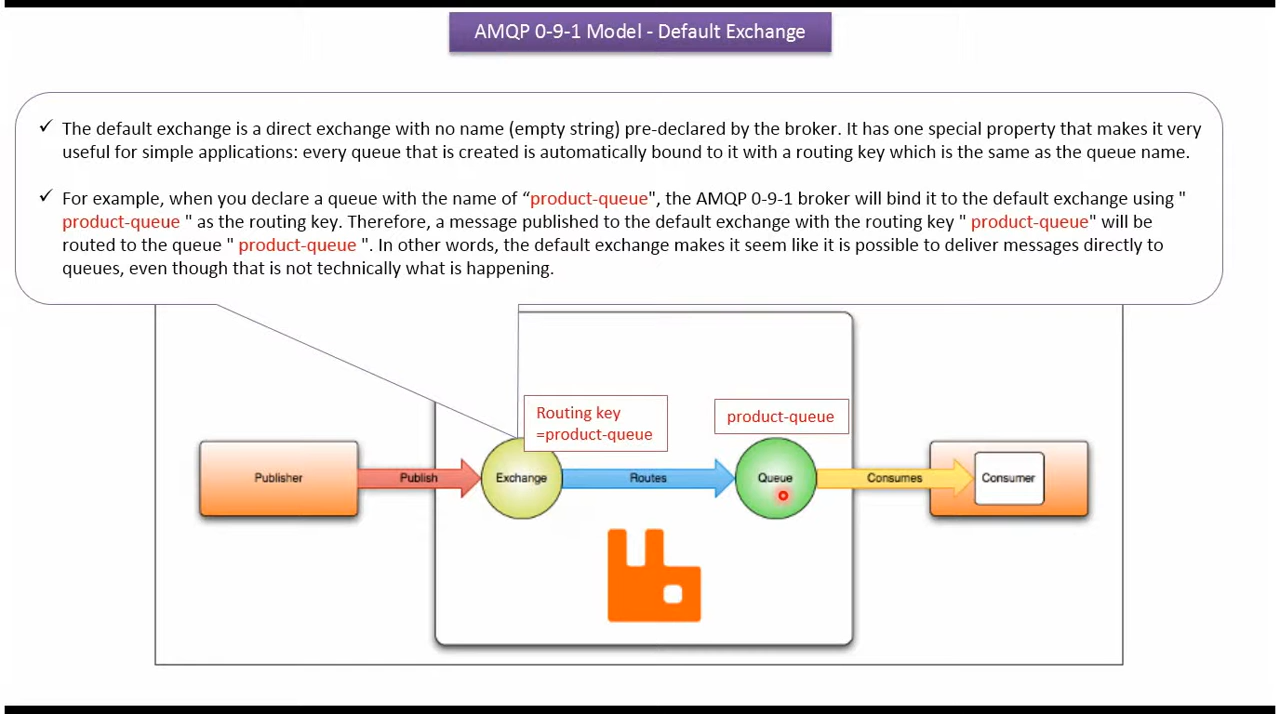 AMQP 0-9-1 Model - Default Exchange
✓ The default exchange is a direct exchange with no name (empty string) pre-declared by the broker. It has one special property that makes it very
useful for simple applications: every queue that is created is automatically bound to it with a routing key which is the same as the queue name.
✓ For example, when you declare a queue with the name of “product-queue", the AMQP 0-9-1 broker will bind it to the default exchange using "
product-queue " as the routing key. Therefore, a message published to the default exchange with the routing key " product-queue" will be
routed to the queue " product-queue ". In other words, the default exchange makes it seem like it is possible to deliver messages directly to
queues, even though that is not technically what is happening.
Routing key
=product-queue
product-queue
Publisher
Publish
Exchange
Routes
Queue
Consumes
Consumer